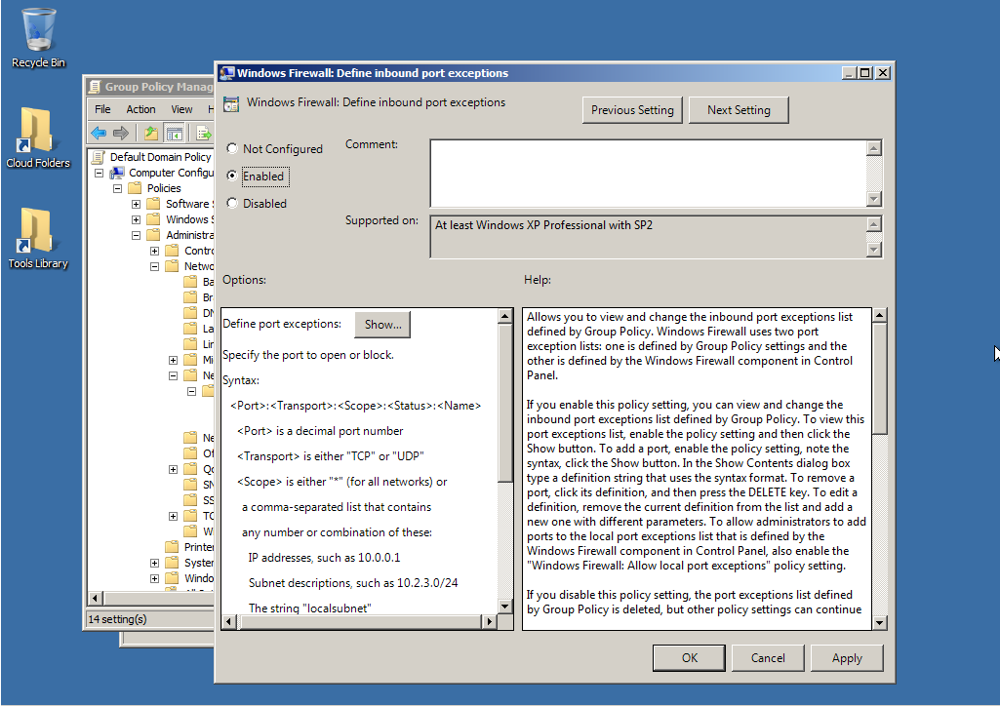 Recycle Bin
Cloud Folders
Tools Library
Group Policy Manag
File Action View H
Default Domain Policy
Computer Configu
Policies
Software S
Windows S
Administra
Contro
Netwo
Ba
Br
DN
La
Lin
Mi
Ne
Ne
Of
Qo
SN
SS
TC
Wi
Printer
System
Windo
14 setting(s)
Windows Firewall: Define inbound port exceptions
Windows Firewall: Define inbound port exceptions
Previous Setting
Next Setting
Not Configured
Enabled
Disabled
Comment:
Supported on:
At least Windows XP Professional with SP2
Options:
Help:
Define port exceptions:
Show...
Specify the port to open or block.
Syntax:
<Port>:<Transport>:<Scope>:<Status>:<Name>
<Port> is a decimal port number
<Transport> is either "TCP" or "UDP"
<Scope> is either "*" (for all networks) or
a comma-separated list that contains
any number or combination of these:
IP addresses, such as 10.0.0.1
Subnet descriptions, such as 10.2.3.0/24
The string "localsubnet"
Allows you to view and change the inbound port exceptions list
defined by Group Policy. Windows Firewall uses two port
exception lists: one is defined by Group Policy settings and the
other is defined by the Windows Firewall component in Control
Panel.
If you enable this policy setting, you can view and change the
inbound port exceptions list defined by Group Policy. To view this
port exceptions list, enable the policy setting and then click the
Show button. To add a port, enable the policy setting, note the
syntax, click the Show button. In the Show Contents dialog box
type a definition string that uses the syntax format. To remove a
port, click its definition, and then press the DELETE key. To edit a
definition, remove the current definition from the list and add a
new one with different parameters. To allow administrators to add
ports to the local port exceptions list that is defined by the
Windows Firewall component in Control Panel, also enable the
"Windows Firewall: Allow local port exceptions" policy setting.
If you disable this policy setting, the port exceptions list defined
by Group Policy is deleted, but other policy settings can continue
OK
Cancel
Apply